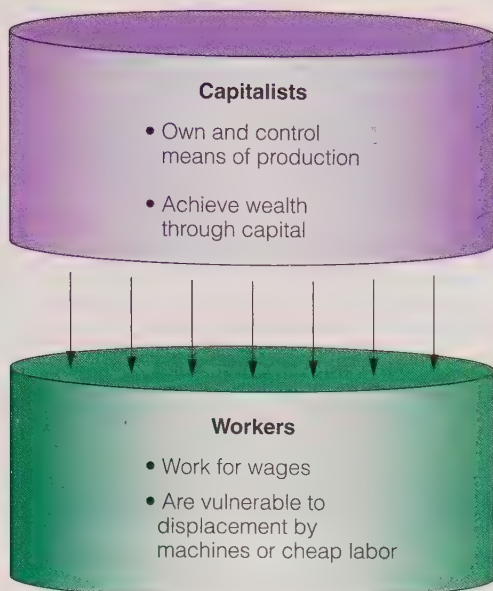 Capitalists
• Own and control
means of production
• Achieve wealth
through capital
Workers
• Work for wages
• Are vulnerable to
displacement by
machines or cheap labor